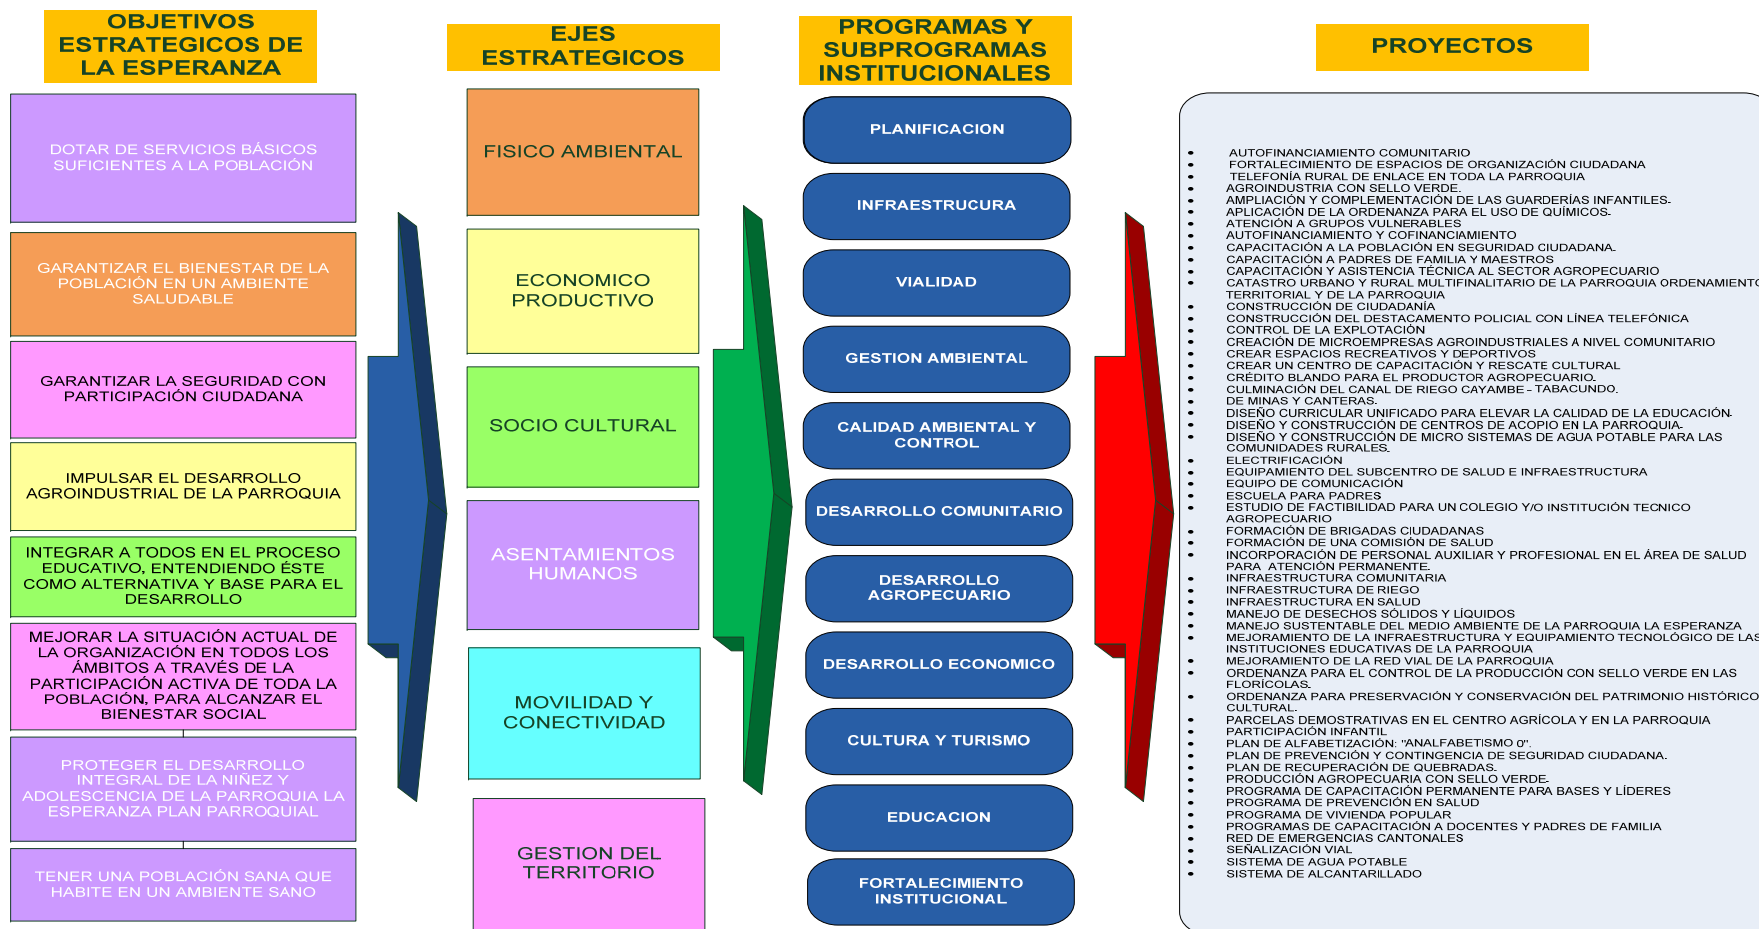 OBJETIVOS
ESTRATEGICOS DE
LA ESPERANZA
DOTAR DE SERVICIOS BÁSICOS
SUFICIENTES A LA POBLACIÓN
GARANTIZAR EL BIENESTAR DE LA
POBLACIÓN EN UN AMBIENTE
SALUDABLE
GARANTIZAR LA SEGURIDAD CON
PARTICIPACIÓN CIUDADANA
IMPULSAR EL DESARROLLO
AGROINDUSTRIAL DE LA PARROQUIA
INTEGRAR A TODOS EN EL PROCESO
EDUCATIVO, ENTENDIENDO ÉSTE
COMO ALTERNATIVA Y BASE PARA EL
DESARROLLO
MEJORAR LA SITUACIÓN ACTUAL DE
LA ORGANIZACIÓN EN TODOS LOS
ÁMBITOS A TRAVÉS DE LA
PARTICIPACIÓN ACTIVA DE TODA LA
POBLACIÓN, PARA ALCANZAR EL
BIENESTAR SOCIAL
PROTEGER EL DESARROLLO
INTEGRAL DE LA NIÑEZ Y
ADOLESCENCIA DE LA PARROQUIA LA
ESPERANZA PLAN PARROQUIAL
TENER UNA POBLACIÓN SANA QUE
HABITE EN UN AMBIENTE SANO
EJES
ESTRATEGICOS
FISICO AMBIENTAL
ECONOMICO
PRODUCTIVO
SOCIO CULTURAL
ASENTAMIENTOS
HUMANOS
MOVILIDAD Y
CONECTIVIDAD
GESTION DEL
TERRITORIO
PROGRAMAS Y
SUBPROGRAMAS
INSTITUCIONALES
PLANIFICACION
INFRAESTRUCURA
VIALIDAD
GESTION AMBIENTAL
CALIDAD AMBIENTAL Y
CONTROL
DESARROLLO COMUNITARIO
DESARROLLO
AGROPECUARIO
DESARROLLO ECONOMICO
CULTURA Y TURISMO
EDUCACION
FORTALECIMIENTO
INSTITUCIONAL
PROYECTOS
• AUTOFINANCIAMIENTO COMUNITARIO
• FORTALECIMIENTO DE ESPACIOS DE ORGANIZACIÓN CIUDADANA
• TELEFONÍA RURAL DE ENLACE EN TODA LA PARROQUIA
• AGROINDUSTRIA CON SELLO VERDE.
• AMPLIACIÓN Y COMPLEMENTACIÓN DE LAS GUARDERÍAS INFANTILES.
• APLICACIÓN DE LA ORDENANZA PARA EL USO DE QUÍMICOS.
• ATENCIÓN A GRUPOS VULNERABLES
• AUTOFINANCIAMIENTO Y COFINANCIAMIENTO
• CAPACITACIÓN A LA POBLACIÓN EN SEGURIDAD CIUDADANA.
• CAPACITACIÓN A PADRES DE FAMILIA Y MAESTROS
• CAPACITACIÓN Y ASISTENCIA TÉCNICA AL SECTOR AGROPECUARIO
• CATASTRO URBANO Y RURAL MULTIFINALITARIO DE LA PARROQUIA ORDENAMIENTO
TERRITORIAL Y DE LA PARROQUIA
• CONSTRUCCIÓN DE CIUDADANÍA
• CONSTRUCCIÓN DEL DESTACAMENTO POLICIAL CON LÍNEA TELEFÓNICA
• CONTROL DE LA EXPLOTACIÓN
• CREACIÓN DE MICROEMPRESAS AGROINDUSTRIALES A NIVEL COMUNITARIO
• CREAR ESPACIOS RECREATIVOS Y DEPORTIVOS
• CREAR UN CENTRO DE CAPACITACIÓN Y RESCATE CULTURAL
• CRÉDITO BLANDO PARA EL PRODUCTOR AGROPECUARIO.
• CULMINACIÓN DEL CANAL DE RIEGO CAYAMBE - TABACUNDO.
• DE MINAS Y CANTERAS.
• DISEÑO CURRICULAR UNIFICADO PARA ELEVAR LA CALIDAD DE LA EDUCACIÓN.
• DISEÑO Y CONSTRUCCIÓN DE CENTROS DE ACOPIO EN LA PARROQUIA.
• DISEÑO Y CONSTRUCCIÓN DE MICRO SISTEMAS DE AGUA POTABLE PARA LAS
COMUNIDADES RURALES.
• ELECTRIFICACIÓN
• EQUIPAMIENTO DEL SUBCENTRO DE SALUD E INFRAESTRUCTURA
• EQUIPO DE COMUNICACIÓN
• ESCUELA PARA PADRES
• ESTUDIO DE FACTIBILIDAD PARA UN COLEGIO Y/O INSTITUCIÓN TECNICO
AGROPECUARIO
• FORMACIÓN DE BRIGADAS CIUDADANAS
• FORMACIÓN DE UNA COMISIÓN DE SALUD
• INCORPORACIÓN DE PERSONAL AUXILIAR Y PROFESIONAL EN EL ÁREA DE SALUD
PARA ATENCIÓN PERMANENTE.
• INFRAESTRUCTURA COMUNITARIA
• INFRAESTRUCTURA DE RIEGO
• INFRAESTRUCTURA EN SALUD
• MANEJO DE DESECHOS SÓLIDOS Y LÍQUIDOS
• MANEJO SUSTENTABLE DEL MEDIO AMBIENTE DE LA PARROQUIA LA ESPERANZA
• MEJORAMIENTO DE LA INFRAESTRUCTURA Y EQUIPAMIENTO TECNOLÓGICO DE LAS
INSTITUCIONES EDUCATIVAS DE LA PARROQUIA
• MEJORAMIENTO DE LA RED VIAL DE LA PARROQUIA
• ORDENANZA PARA EL CONTROL DE LA PRODUCCIÓN CON SELLO VERDE EN LAS
FLORÍCOLAS.
• ORDENANZA PARA PRESERVACIÓN Y CONSERVACIÓN DEL PATRIMONIO HISTÓRICO
CULTURAL.
• PARCELAS DEMOSTRATIVAS EN EL CENTRO AGRÍCOLA Y EN LA PARROQUIA
• PARTICIPACIÓN INFANTIL
• PLAN DE ALFABETIZACIÓN: "ANALFABETISMO 0".
• PLAN DE PREVENCIÓN Y CONTINGENCIA DE SEGURIDAD CIUDADANA.
• PLAN DE RECUPERACIÓN DE QUEBRADAS.
• PRODUCCIÓN AGROPECUARIA CON SELLO VERDE.
• PROGRAMA DE CAPACITACIÓN PERMANENTE PARA BASES Y LÍDERES
• PROGRAMA DE PREVENCIÓN EN SALUD
• PROGRAMA DE VIVIENDA POPULAR
• PROGRAMAS DE CAPACITACIÓN A DOCENTES Y PADRES DE FAMILIA
• RED DE EMERGENCIAS CANTONALES
• SEÑALIZACIÓN VIAL
• SISTEMA DE AGUA POTABLE
• SISTEMA DE ALCANTARILLADO